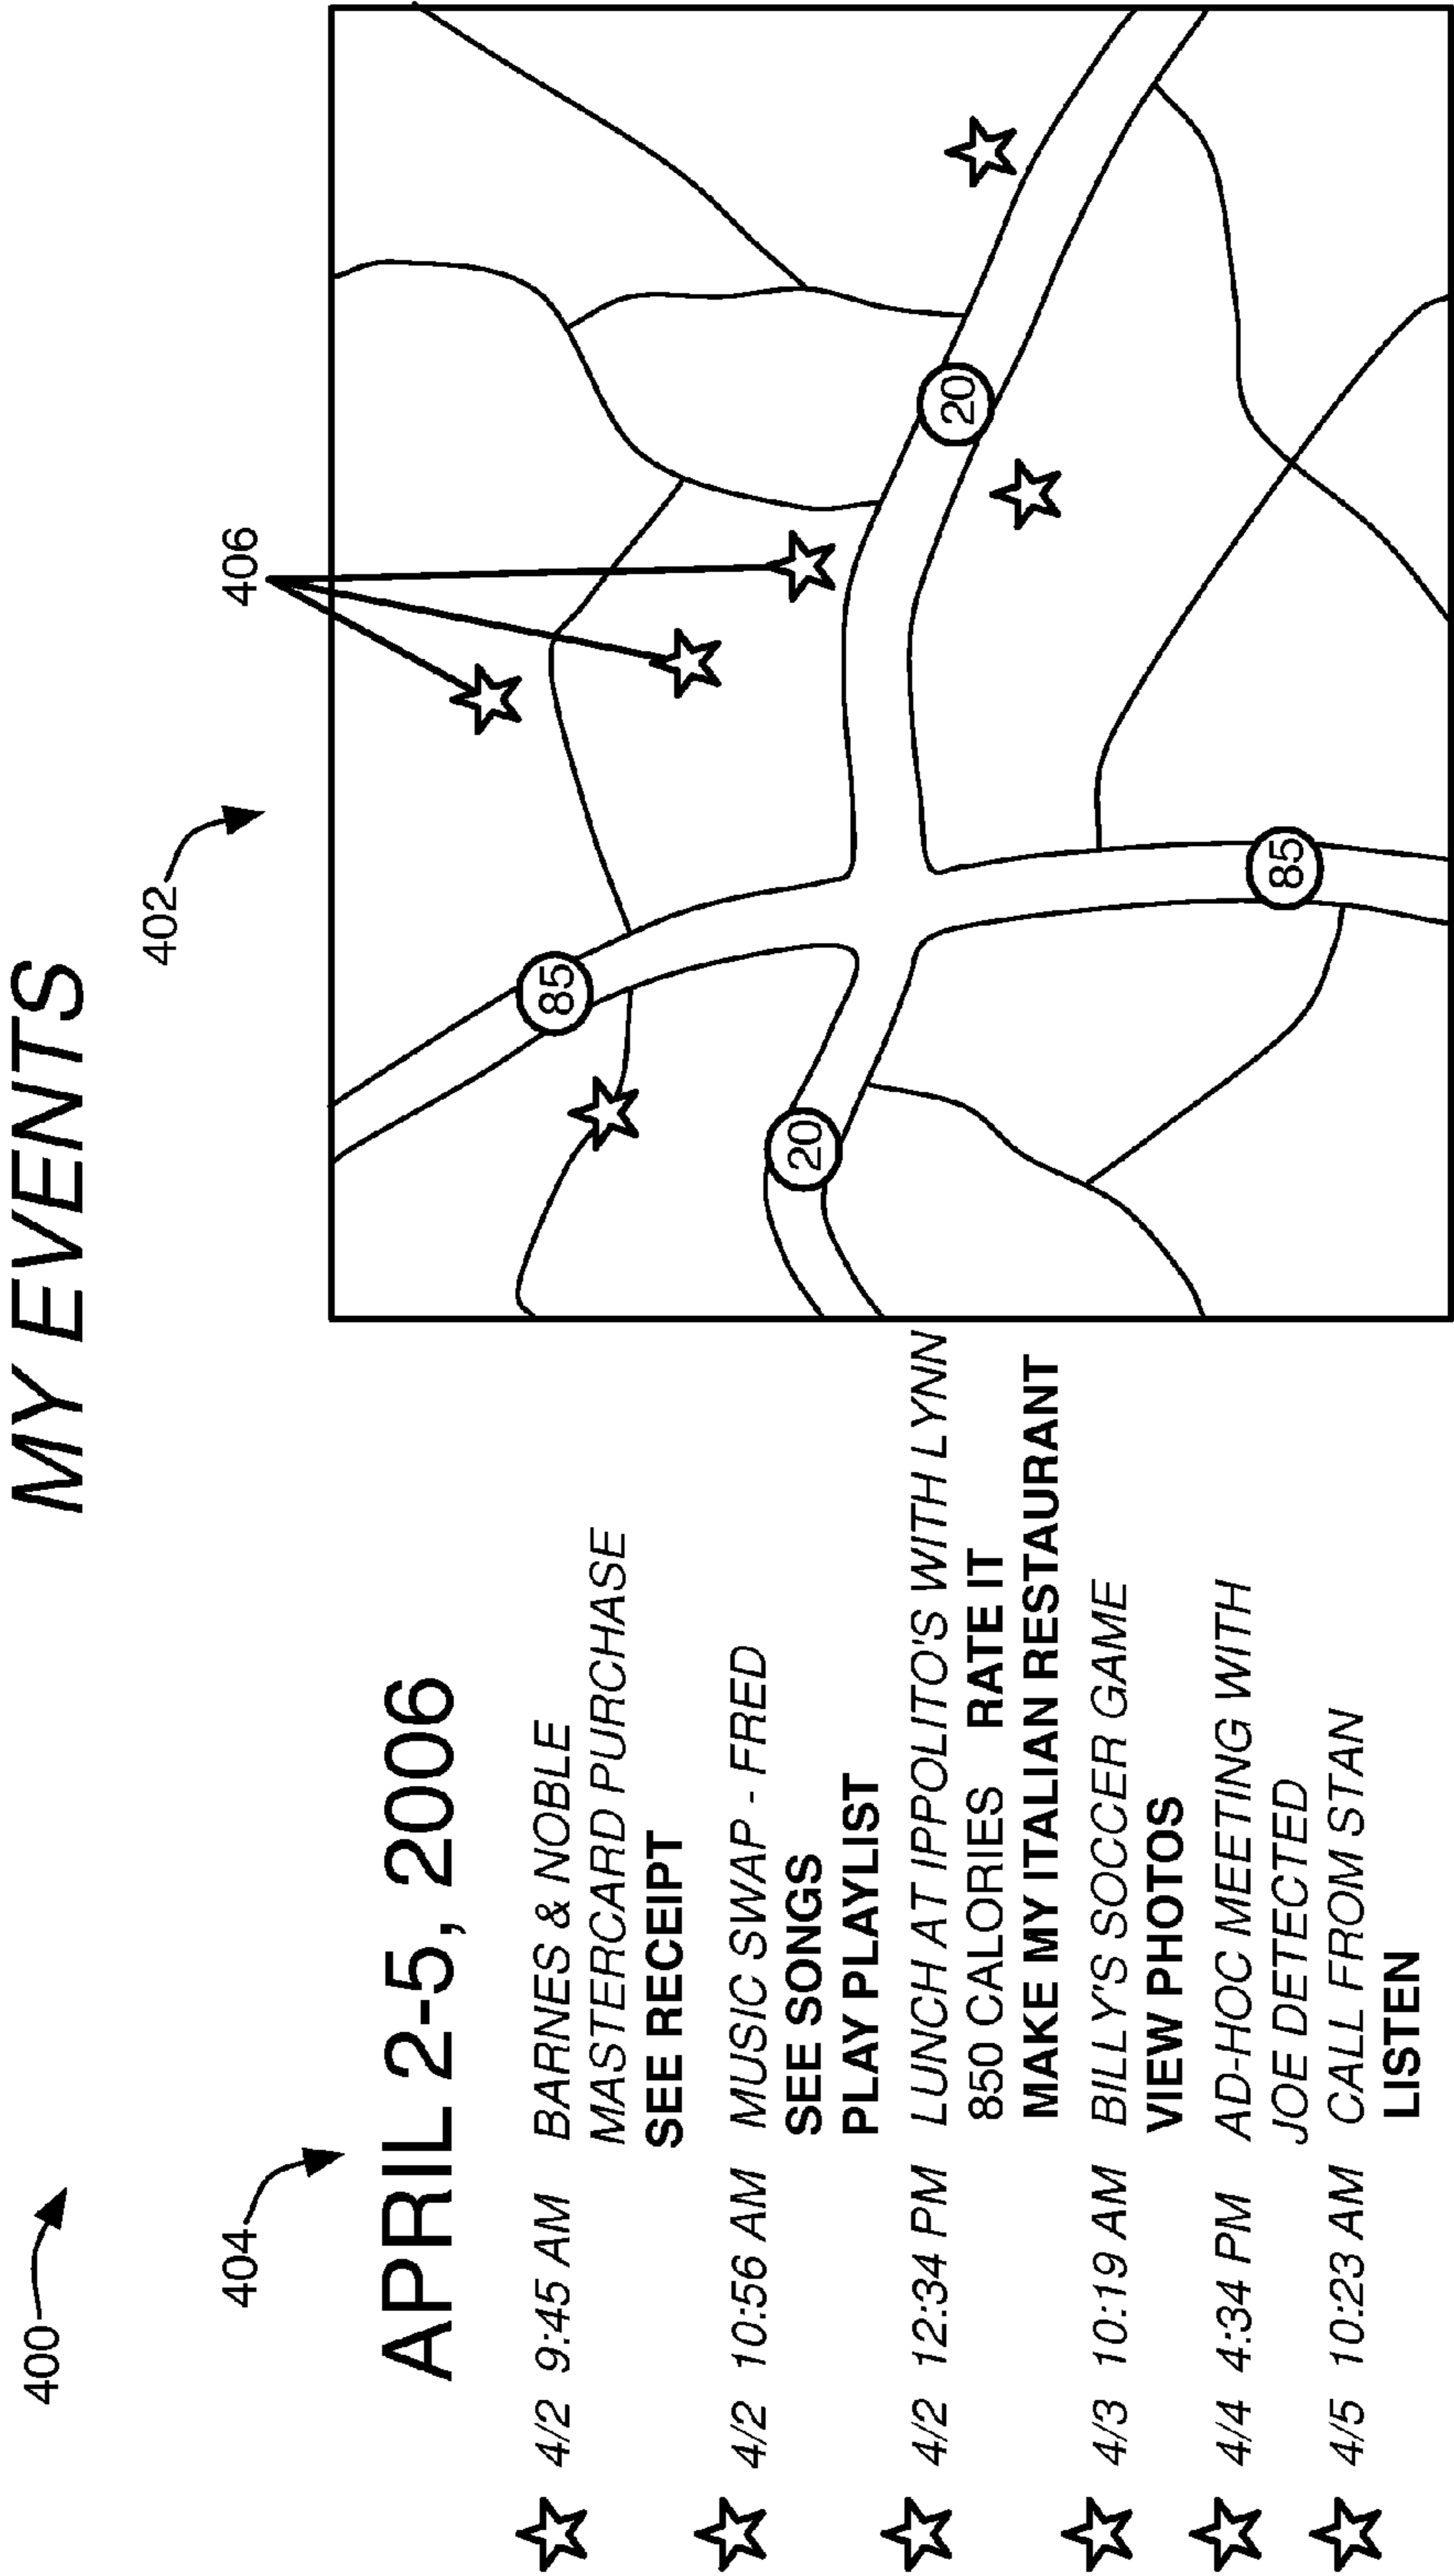 MY EVENTS
400
404
402
406
APRIL 2-5, 2006
4/2 9:45 AM BARNES & NOBLE
MASTERCARD PURCHASE
SEE RECEIPT
4/2 10:56 AM MUSIC SWAP - FRED
SEE SONGS
PLAY PLAYLIST
4/2 12:34 PM LUNCH AT IPPOLITO'S WITH LYNN
850 CALORIES RATE IT
MAKE MY ITALIAN RESTAURANT
4/3 10:19 AM BILLY'S SOCCER GAME
VIEW PHOTOS
4/4 4:34 PM AD-HOC MEETING WITH
JOE DETECTED
4/5 10:23 AM CALL FROM STAN
LISTEN
85
20
20
85